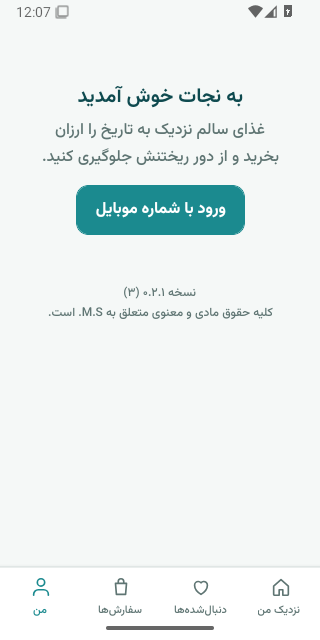 12:07
به نجات خوش آمدید
غذای سالم نزدیک به تاریخ را ارزان
بخرید و از دور ریختنش جلوگیری کنید.
ورود با شماره موبایل
نسخه ۰.۲.۱ (۳)
کلیه حقوق مادی و معنوی متعلق به M.S. است.
نزدیک من
دنبال‌شده‌ها
سفارش‌ها
من